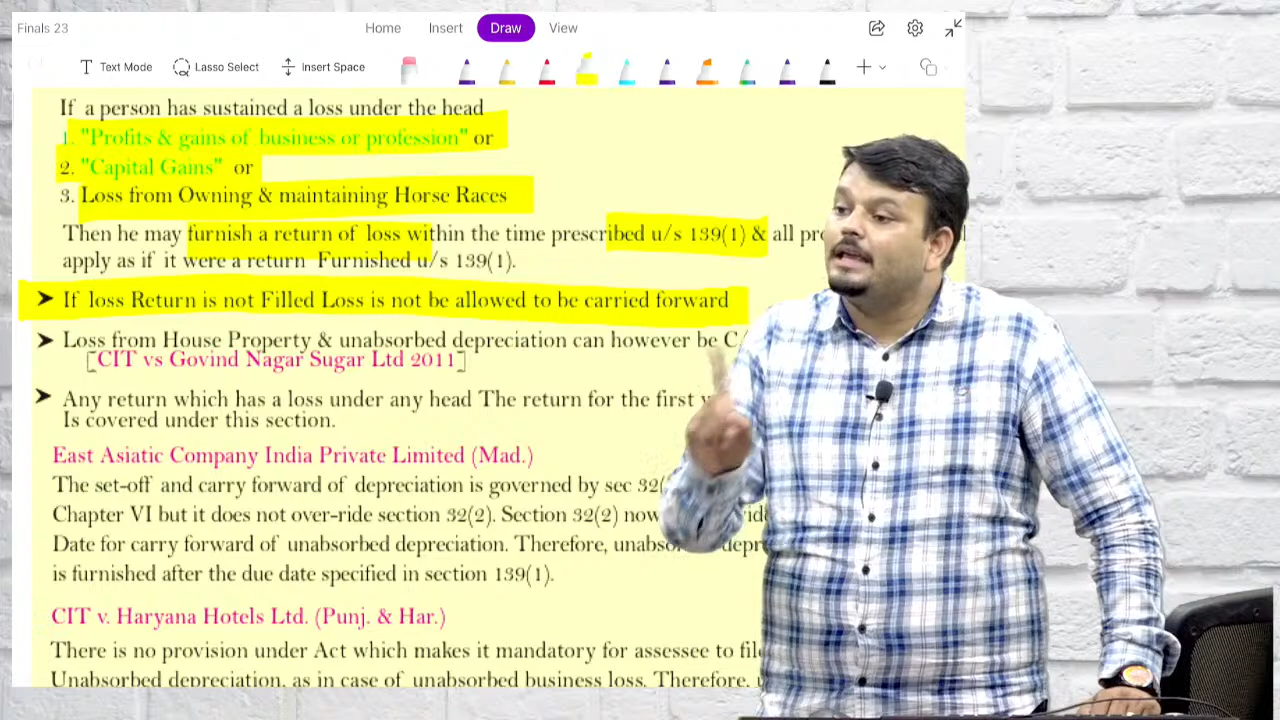 Finals 23
Home Insert Draw View
Text Mode Lasso Select Insert Space
If a person has sustained a loss under the head
1. "Profits & gains of business or profession" or
2. "Capital Gains" or
3. Loss from Owning & maintaining Horse Races
Then he may furnish a return of loss within the time prescribed u/s 139(1) & all
apply as if it were a return Furnished u/s 139(1).
➤ If loss Return is not Filled Loss is not be allowed to be carried forward
➤ Loss from House Property & unabsorbed depreciation can however be
[CIT vs Govind Nagar Sugar Ltd 2011]
➤ Any return which has a loss under any head The return for the first
Is covered under this section.
East Asiatic Company India Private Limited (Mad.)
The set-off and carry forward of depreciation is governed by sec 32(
Chapter VI but it does not over-ride section 32(2). Section 32(2)
Date for carry forward of unabsorbed depreciation. Therefore,
is furnished after the due date specified in section 139(1).
CIT v. Haryana Hotels Ltd. (Punj. & Har.)
There is no provision under Act which makes it mandatory for assessee to
Unabsorbed depreciation, as in case of unabsorbed business loss. Therefore,